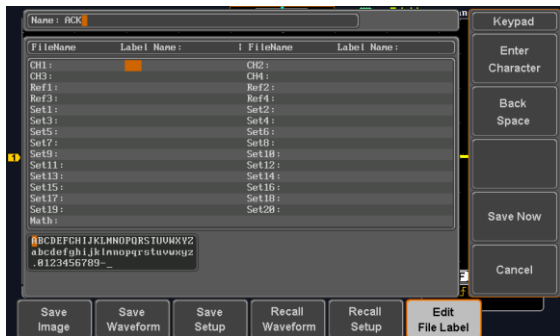 Name: ACK
FileName Label Name: | FileName Label Name:
CH1: CH2:
CH3: CH4:
Ref1: Ref2:
Ref3: Ref4:
Set1: Set2:
Set3: Set4:
Set5: Set6:
Set7: Set8:
Set9: Set10:
Set11: Set12:
Set13: Set14:
Set15: Set16:
Set17: Set18:
Set19: Set20:
Math:
ABCDEFGHIJKLMNOPQRSTUVWXYZ
abcdefghijklmnopqrstuvwxyz
.0123456789-_
1
Keypad
Enter
Character
Back
Space
Save Now
Cancel
F
Save
Image
Save
Waveform
Save
Setup
Recall
Waveform
Recall
Setup
Edit
File Label